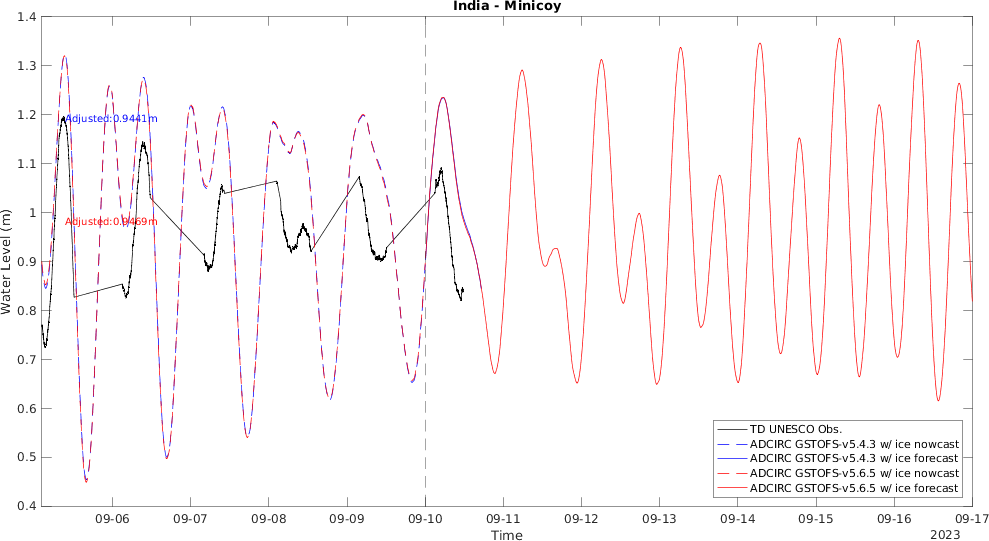 India - Minicoy
1.4
1.3
1.2
1.1
1
0.9
0.8
0.7
0.6
0.5
0.4
Water Level (m)
Adjusted:0.9441m
Adjusted:0.9469m
TD UNESCO Obs.
ADCIRC GSTOFS-v5.4.3 w/ ice nowcast
ADCIRC GSTOFS-v5.4.3 w/ ice forecast
ADCIRC GSTOFS-v5.6.5 w/ ice nowcast
ADCIRC GSTOFS-v5.6.5 w/ ice forecast
09-06 09-07 09-08 09-09 09-10 09-11 09-12 09-13 09-14 09-15 09-16 09-17
Time
2023